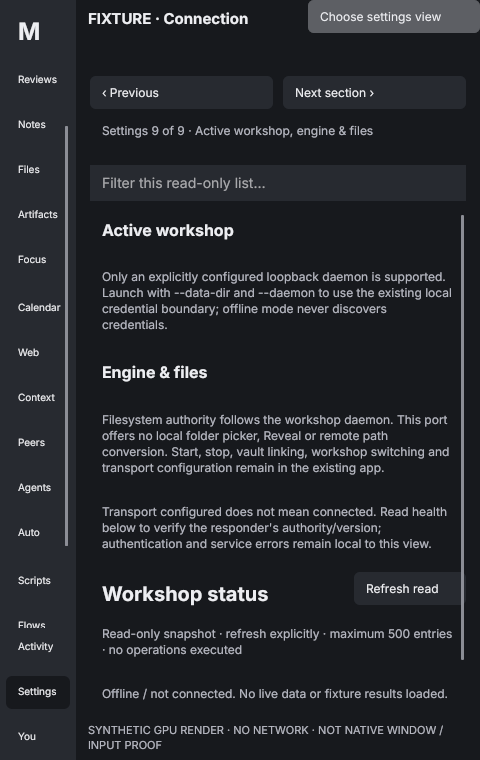 M
Reviews
Notes
Files
Artifacts
Focus
Calendar
Web
Context
Peers
Agents
Auto
Scripts
Flows
Activity
Settings
You
FIXTURE · Connection
Choose settings view
‹ Previous
Next section ›
Settings 9 of 9 · Active workshop, engine & files
Filter this read-only list...
Active workshop
Only an explicitly configured loopback daemon is supported.
Launch with --data-dir and --daemon to use the existing local
credential boundary; offline mode never discovers
credentials.
Engine & files
Filesystem authority follows the workshop daemon. This port
offers no local folder picker, Reveal or remote path
conversion. Start, stop, vault linking, workshop switching and
transport configuration remain in the existing app.
Transport configured does not mean connected. Read health
below to verify the responder's authority/version;
authentication and service errors remain local to this view.
Workshop status
Refresh read
Read-only snapshot · refresh explicitly · maximum 500 entries
· no operations executed
Offline / not connected. No live data or fixture results loaded.
SYNTHETIC GPU RENDER · NO NETWORK · NOT NATIVE WINDOW /
INPUT PROOF